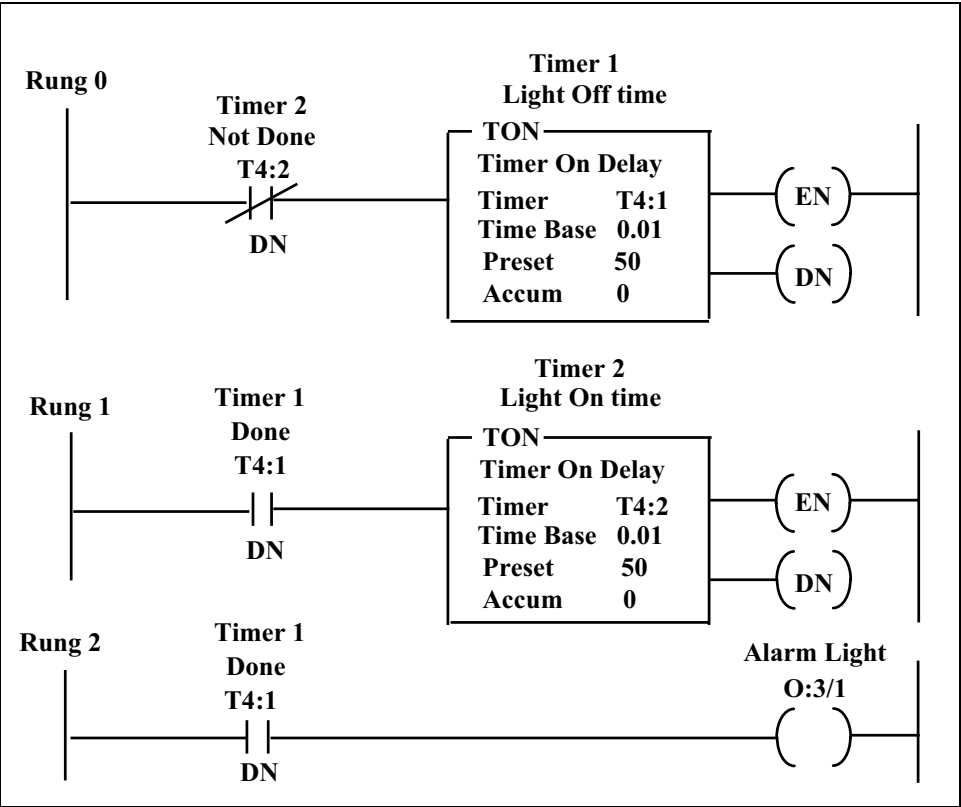 Rung 0
Timer 2
Not Done
T4:2
DN
Timer 1
Light Off time
TON
Timer On Delay
Timer T4:1
Time Base 0.01
Preset 50
Accum 0
EN
DN
Rung 1
Timer 1
Done
T4:1
DN
Timer 2
Light On time
TON
Timer On Delay
Timer T4:2
Time Base 0.01
Preset 50
Accum 0
EN
DN
Rung 2
Timer 1
Done
T4:1
DN
Alarm Light
O:3/1